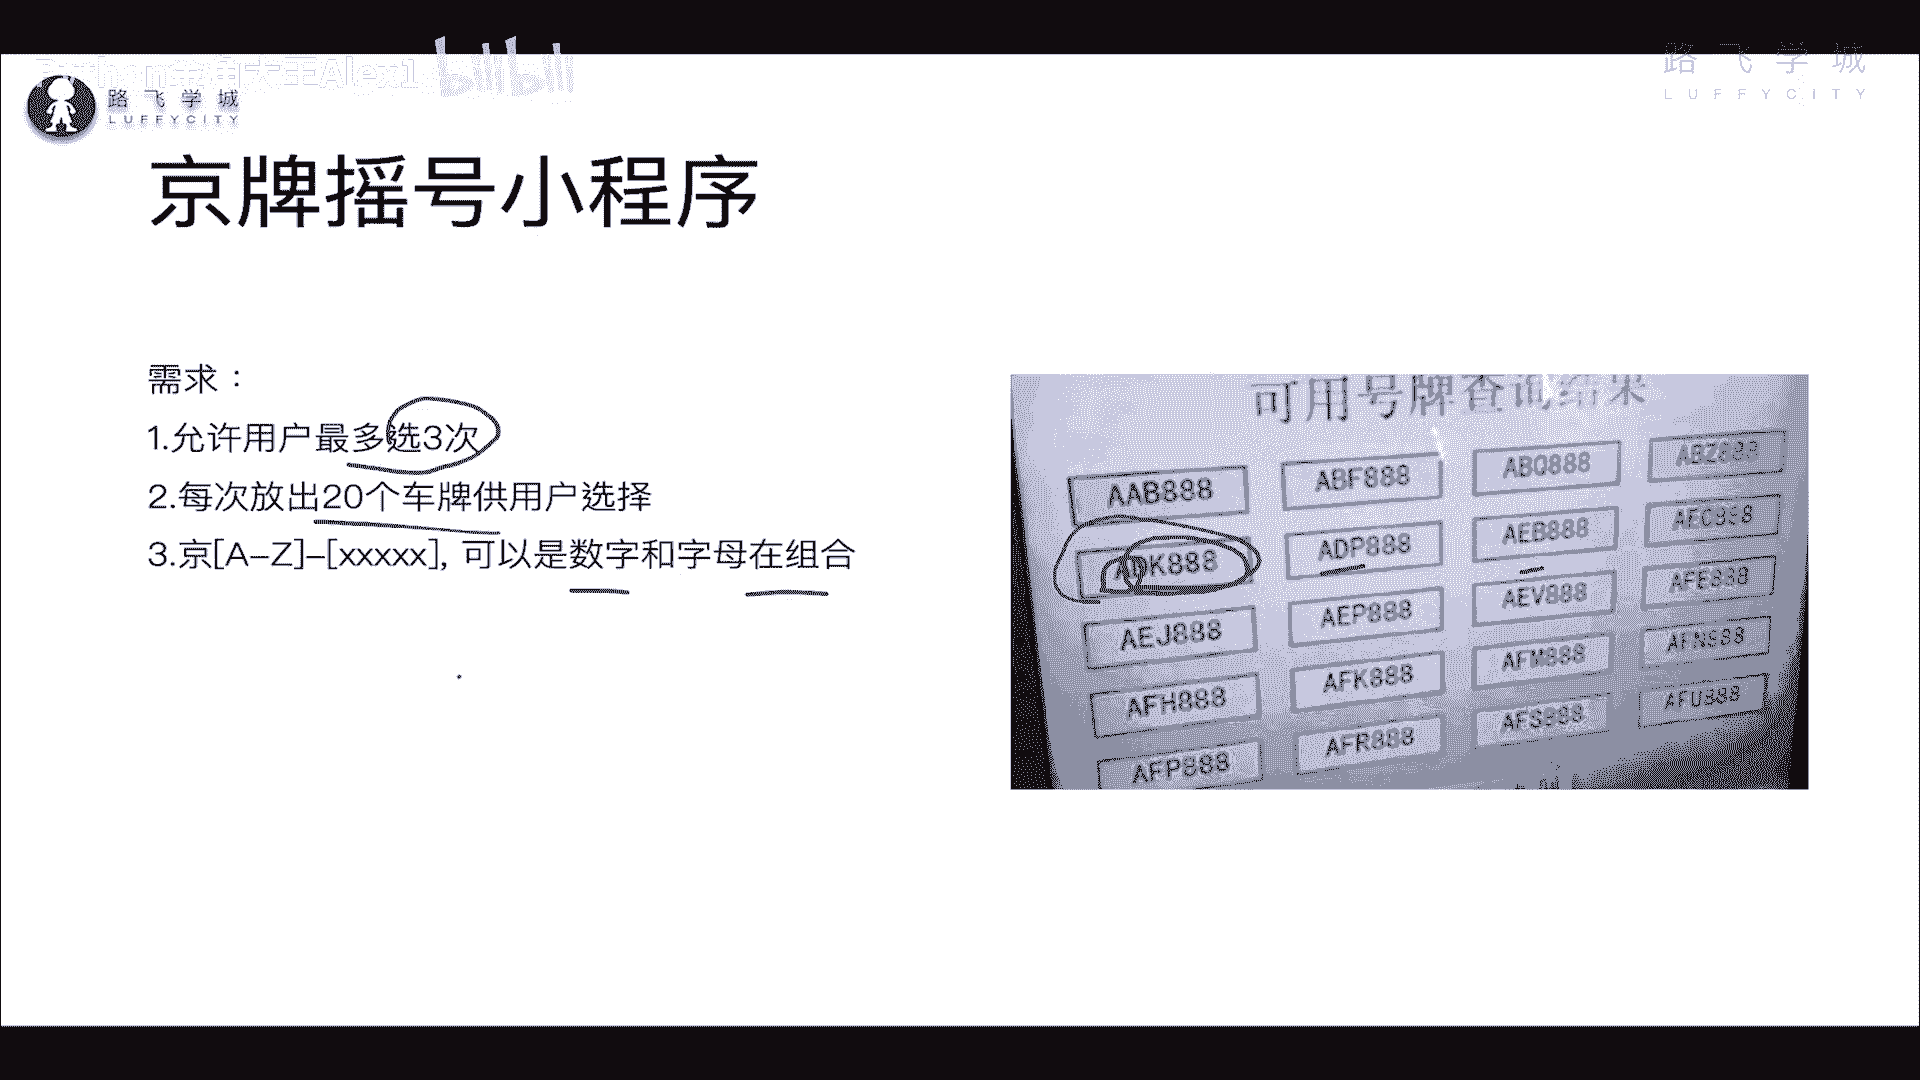 Python金角大王Alex1 bilibili
路飞学城
LUFFYCITY
路飞学城
LUFFYCITY
京牌摇号小程序
需求：
1.允许用户最多选3次
2.每次放出20个车牌供用户选择
3.京[A-Z]-[xxxxx], 可以是数字和字母在组合
可用号牌查询结果
AAB888 ABF888 ABQ888 ABZ888
ADK888 ADP888 AEB888 AEC888
AEJ888 AEP888 AEV888 AFE888
AFH888 AFK888 AFM888 AFN888
AFP888 AFR888 AFS888 AFU888